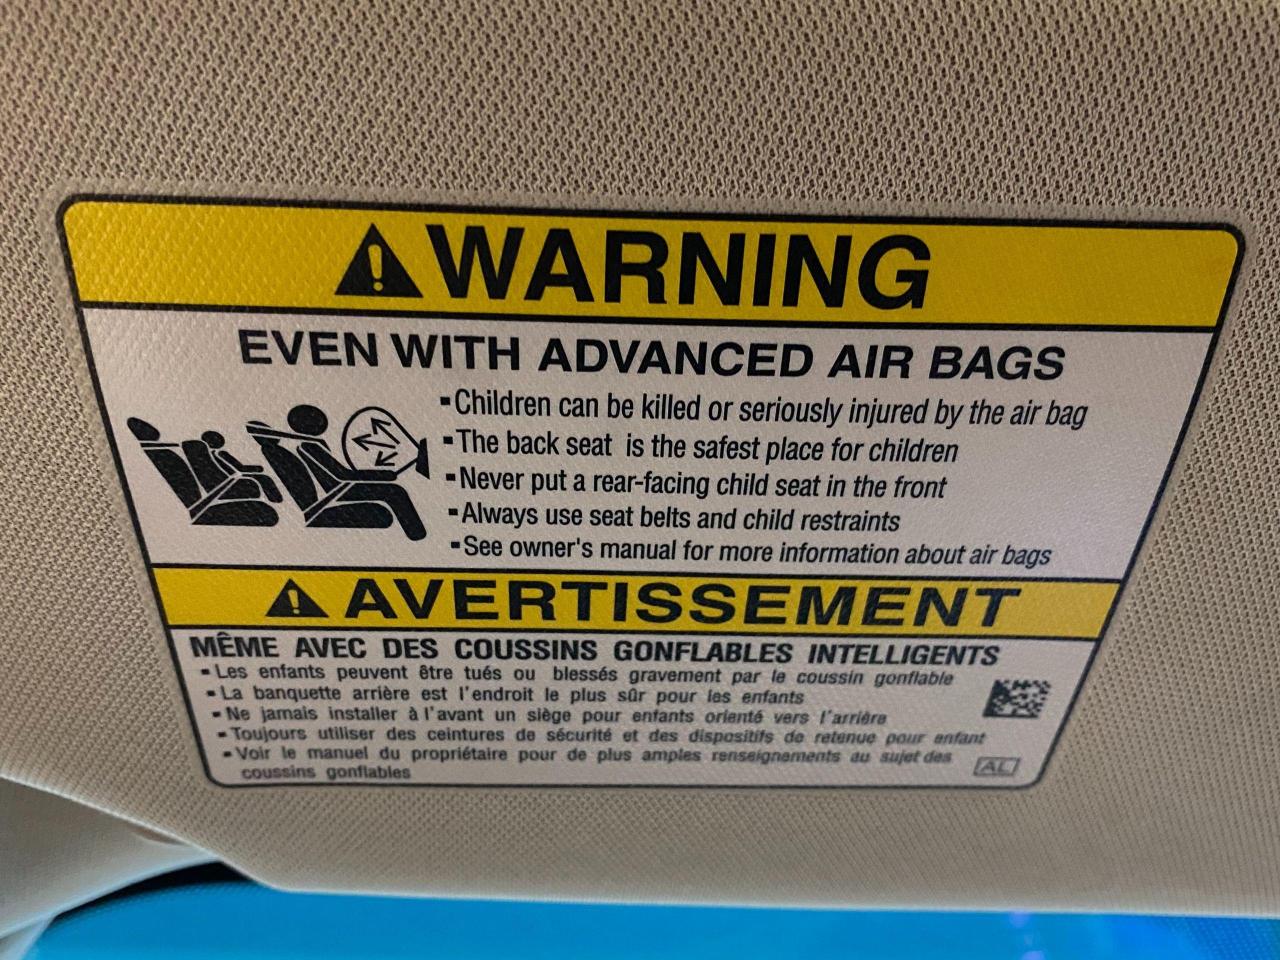 WARNING
EVEN WITH ADVANCED AIR BAGS
▪Children can be killed or seriously injured by the air bag
▪The back seat is the safest place for children
▪Never put a rear-facing child seat in the front
▪Always use seat belts and child restraints
▪See owner's manual for more information about air bags
AVERTISSEMENT
MÊME AVEC DES COUSSINS GONFLABLES INTELLIGENTS
▪Les enfants peuvent être tués ou blessés gravement par le coussin gonflable
▪La banquette arrière est l'endroit le plus sûr pour les enfants
▪Ne jamais installer à l'avant un siège pour enfants orienté vers l'arrière
▪Toujours utiliser des ceintures de sécurité et des dispositifs de retenue pour enfant
▪Voir le manuel du propriétaire pour de plus amples renseignements au sujet des
coussins gonflables
AL